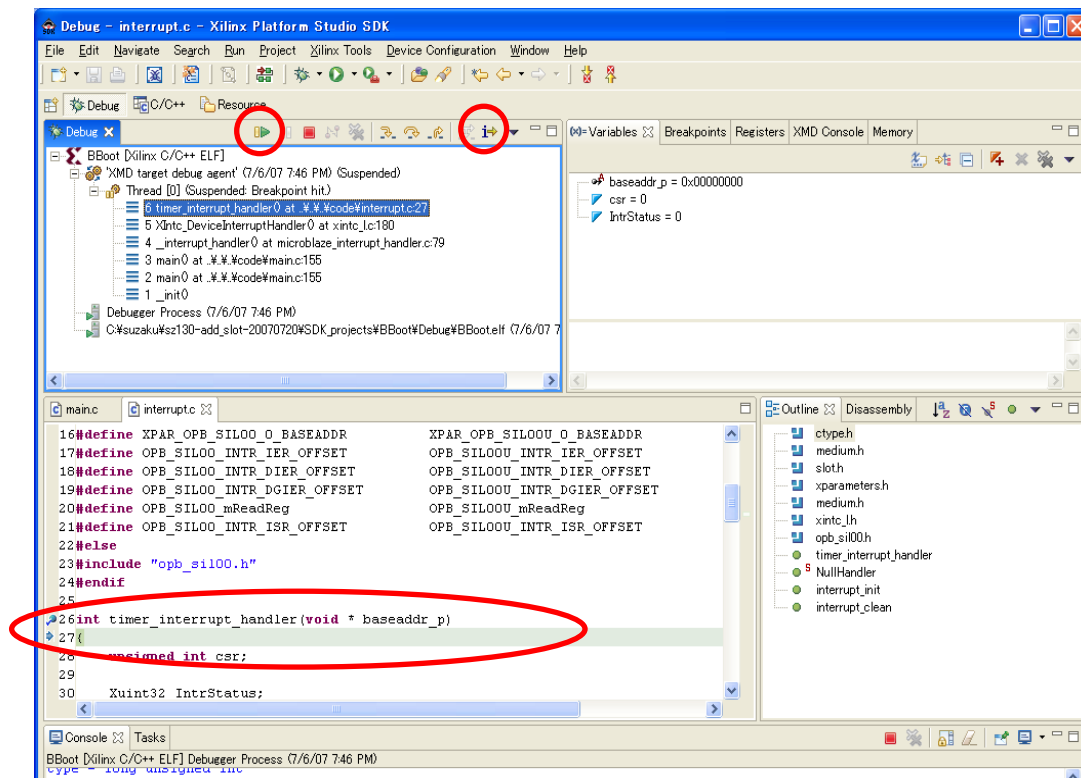 Debug - interrupt.c - Xilinx Platform Studio SDK
File Edit Navigate Search Run Project Xilinx Tools Device Configuration Window Help
Debug C/C++ Resource
Debug
BBoot [Xilinx C/C++ ELF]
'XMD target debug agent' (7/6/07 7:46 PM) (Suspended)
Thread [0] (Suspended: Breakpoint hit.)
6 timer_interrupt_handler() at ..¥.¥.¥code¥interrupt.c:27
5 XIntc_DeviceInterruptHandler() at xintc_l.c:180
4 _interrupt_handler() at microblaze_interrupt_handler.c:79
3 main() at ..¥.¥.¥code¥main.c:155
2 main() at ..¥.¥.¥code¥main.c:155
1 _init()
Debugger Process (7/6/07 7:46 PM)
C:¥suzaku¥sz130-add_slot-20070720¥SDK_projects¥BBoot¥Debug¥BBoot.elf (7/6/07 7
(x)= Variables Breakpoints Registers XMD Console Memory
baseaddr_p = 0x00000000
csr = 0
IntrStatus = 0
main.c interrupt.c
16#define XPAR_OPB_SIL00_0_BASEADDR XPAR_OPB_SIL00U_0_BASEADDR
17#define OPB_SIL00_INTR_IER_OFFSET OPB_SIL00U_INTR_IER_OFFSET
18#define OPB_SIL00_INTR_DIER_OFFSET OPB_SIL00U_INTR_DIER_OFFSET
19#define OPB_SIL00_INTR_DGIER_OFFSET OPB_SIL00U_INTR_DGIER_OFFSET
20#define OPB_SIL00_mReadReg OPB_SIL00U_mReadReg
21#define OPB_SIL00_INTR_ISR_OFFSET OPB_SIL00U_INTR_ISR_OFFSET
22#else
23#include "opb_sil00.h"
24#endif
25
26int timer_interrupt_handler(void * baseaddr_p)
27{
28 unsigned int csr;
29
30 Xuint32 IntrStatus;
Outline Disassembly
ctype.h
medium.h
slot.h
xparameters.h
medium.h
xintc_l.h
opb_sil00.h
timer_interrupt_handler
NullHandler
interrupt_init
interrupt_clean
Console Tasks
BBoot [Xilinx C/C++ ELF] Debugger Process (7/6/07 7:46 PM)
type = long unsigned int